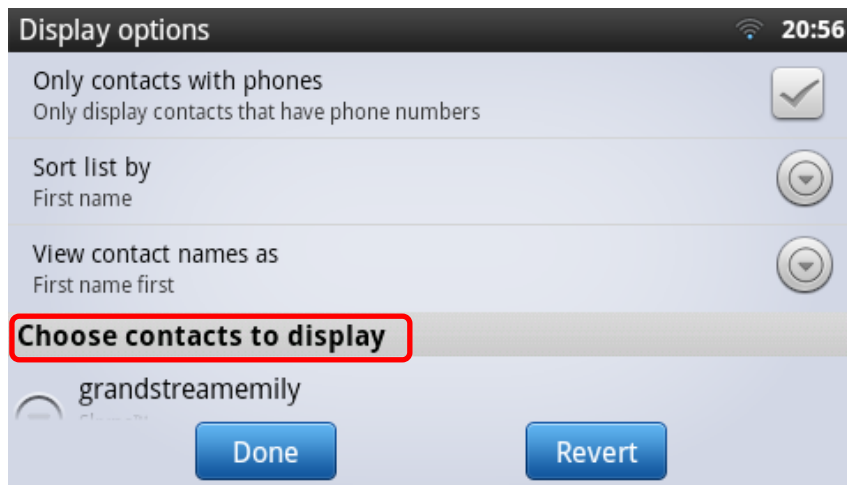 Display options
20:56
Only contacts with phones
Only display contacts that have phone numbers
Sort list by
First name
View contact names as
First name first
Choose contacts to display
grandstreamemily
Done
Revert